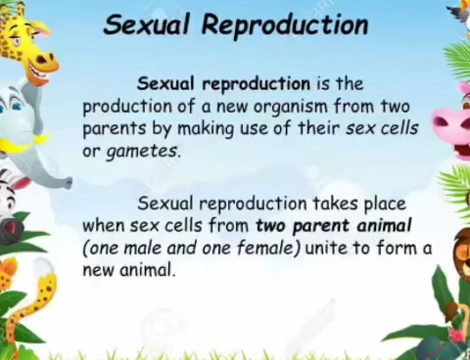 Sexual Reproduction
Sexual reproduction is the
production of a new organism from two
parents by making use of their sex cells
or gametes.
Sexual reproduction takes place
when sex cells from two parent animal
(one male and one female) unite to form a
new animal.